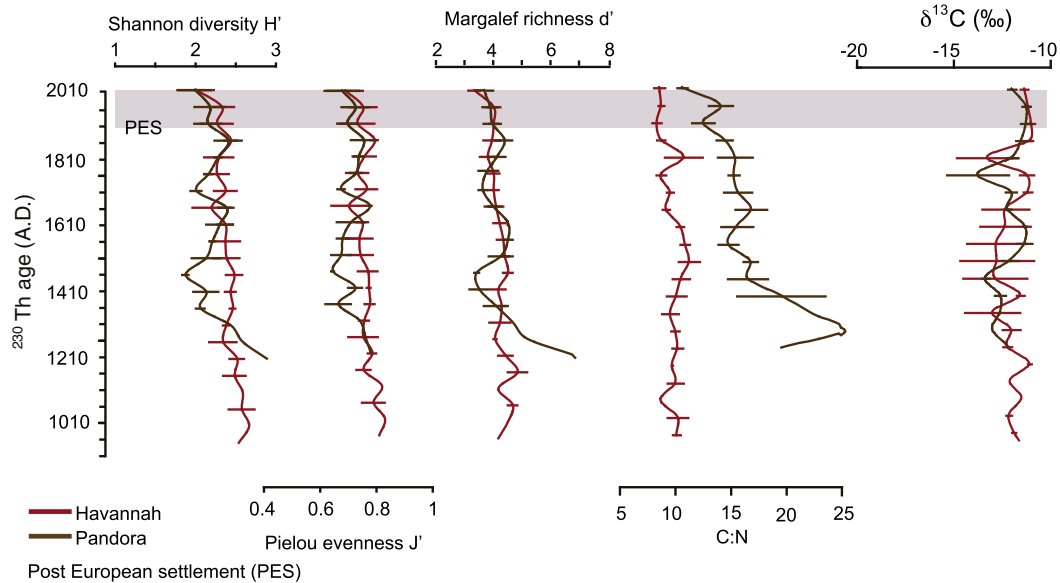 Shannon diversity H’
Margalef richness d’
δ13C (‰)
1 2 3
2 4 6 8
-20 -15 -10
2010
PES
1810
1610
1410
1210
1010
230 Th age (A.D.)
0.4 0.6 0.8 1
Pielou evenness J’
5 10 15 20 25
C:N
Havannah
Pandora
Post European settlement (PES)